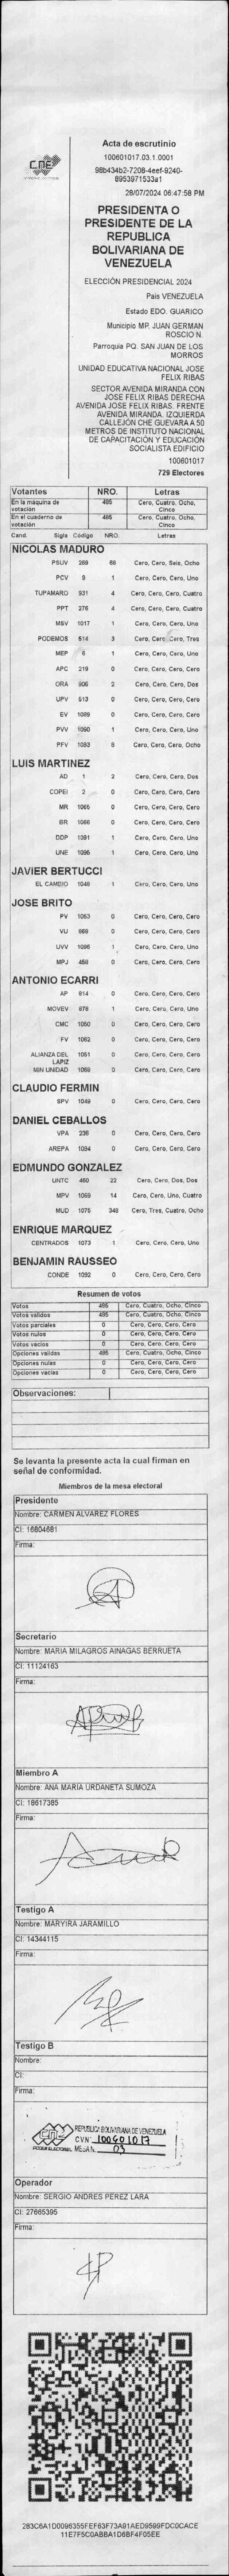 CNE
PODER ELECTORAL
Acta de escrutinio
100601017.03.1.0001
98b434b2-7208-4eef-9240-
8953971533a1
28/07/2024 06:47:58 PM
PRESIDENTA O
PRESIDENTE DE LA
REPUBLICA
BOLIVARIANA DE
VENEZUELA
ELECCIÓN PRESIDENCIAL 2024
Pais VENEZUELA
Estado EDO. GUARICO
Municipio MP. JUAN GERMAN
ROSCIO N.
Parroquia PQ. SAN JUAN DE LOS
MORROS
UNIDAD EDUCATIVA NACIONAL JOSE
FELIX RIBAS
SECTOR AVENIDA MIRANDA CON
JOSE FELIX RIBAS DERECHA
AVENIDA JOSE FELIX RIBAS. FRENTE
AVENIDA MIRANDA. IZQUIERDA
CALLEJÓN CHE GUEVARA A 50
METROS DE INSTITUTO NACIONAL
DE CAPACITACIÓN Y EDUCACIÓN
SOCIALISTA EDIFICIO
100601017
729 Electores
Votantes NRO. Letras
En la máquina de votación 485 Cero, Cuatro, Ocho, Cinco
En el cuaderno de votación 485 Cero, Cuatro, Ocho, Cinco
Cand. Sigla Código NRO. Letras
NICOLAS MADURO
PSUV 269 68 Cero, Cero, Seis, Ocho
PCV 9 1 Cero, Cero, Cero, Uno
TUPAMARO 931 4 Cero, Cero, Cero, Cuatro
PPT 276 4 Cero, Cero, Cero, Cuatro
MSV 1017 1 Cero, Cero, Cero, Uno
PODEMOS 514 3 Cero, Cero, Cero, Tres
MEP 6 1 Cero, Cero, Cero, Uno
APC 219 0 Cero, Cero, Cero, Cero
ORA 906 2 Cero, Cero, Cero, Dos
UPV 513 0 Cero, Cero, Cero, Cero
EV 1089 0 Cero, Cero, Cero, Cero
PVV 1090 1 Cero, Cero, Cero, Uno
PFV 1083 8 Cero, Cero, Cero, Ocho
LUIS MARTINEZ
AD 1 2 Cero, Cero, Cero, Dos
COPEI 2 0 Cero, Cero, Cero, Cero
MR 1065 0 Cero, Cero, Cero, Cero
BR 1066 0 Cero, Cero, Cero, Cero
DDP 1091 1 Cero, Cero, Cero, Uno
UNE 1095 1 Cero, Cero, Cero, Uno
JAVIER BERTUCCI
EL CAMBIO 1048 1 Cero, Cero, Cero, Uno
JOSE BRITO
PV 1053 0 Cero, Cero, Cero, Cero
VU 869 0 Cero, Cero, Cero, Cero
UVV 1096 1 Cero, Cero, Cero, Uno
MPJ 458 0 Cero, Cero, Cero, Cero
ANTONIO ECARRI
AP 814 0 Cero, Cero, Cero, Cero
MOVEV 878 1 Cero, Cero, Cero, Uno
CMC 1050 0 Cero, Cero, Cero, Cero
FV 1062 0 Cero, Cero, Cero, Cero
ALIANZA DEL LAPIZ 1051 0 Cero, Cero, Cero, Cero
MIN UNIDAD 1068 0 Cero, Cero, Cero, Cero
CLAUDIO FERMIN
SPV 1049 0 Cero, Cero, Cero, Cero
DANIEL CEBALLOS
VPA 236 0 Cero, Cero, Cero, Cero
AREPA 1084 0 Cero, Cero, Cero, Cero
EDMUNDO GONZALEZ
UNTC 460 22 Cero, Cero, Dos, Dos
MPV 1069 14 Cero, Cero, Uno, Cuatro
MUD 1075 348 Cero, Tres, Cuatro, Ocho
ENRIQUE MARQUEZ
CENTRADOS 1073 1 Cero, Cero, Cero, Uno
BENJAMIN RAUSSEO
CONDE 1092 0 Cero, Cero, Cero, Cero
Resumen de votos
Votos 485 Cero, Cuatro, Ocho, Cinco
Votos validos 485 Cero, Cuatro, Ocho, Cinco
Votos parciales 0 Cero, Cero, Cero, Cero
Votos nulos 0 Cero, Cero, Cero, Cero
Votos vacios 0 Cero, Cero, Cero, Cero
Opciones validas 485 Cero, Cuatro, Ocho, Cinco
Opciones nulas 0 Cero, Cero, Cero, Cero
Opciones vacias 0 Cero, Cero, Cero, Cero
Observaciones:
Se levanta la presente acta la cual firman en
señal de conformidad.
Miembros de la mesa electoral
Presidente
Nombre: CARMEN ALVAREZ FLORES
CI: 16804681
Firma:
Secretario
Nombre: MARIA MILAGROS AINAGAS BERRUETA
CI: 11124163
Firma:
Miembro A
Nombre: ANA MARIA URDANETA SUMOZA
CI: 18617385
Firma:
Testigo A
Nombre: MARYIRA JARAMILLO
CI: 14344115
Firma:
Testigo B
Nombre:
CI:
Firma:
CNE
PODER ELECTORAL
REPUBLICA BOLIVARIANA DE VENEZUELA
CVN: 100601017
MESA N. 03
Operador
Nombre: SERGIO ANDRES PEREZ LARA
CI: 27665395
Firma:
283C6A1D0096355FEF63F73A91AED9599FDC0CACE
11E7F5C0ABBA1D6BF4F05EE